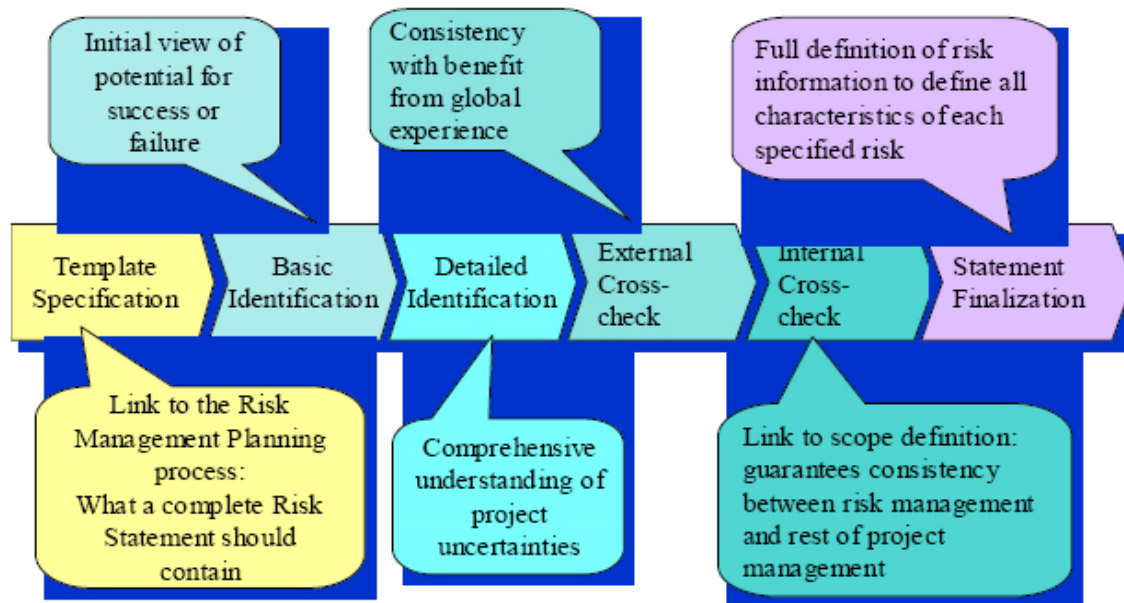 Initial view of
potential for
success or
failure
Consistency
with benefit
from global
experience
Full definition of risk
information to define all
characteristics of each
specified risk
Template
Specification
Basic
Identification
Detailed
Identification
External
Cross-
check
Internal
Cross-
check
Statement
Finalization
Link to the Risk
Management Planning
process:
What a complete Risk
Statement should
contain
Comprehensive
understanding of
project
uncertainties
Link to scope definition:
guarantees consistency
between risk management
and rest of project
management